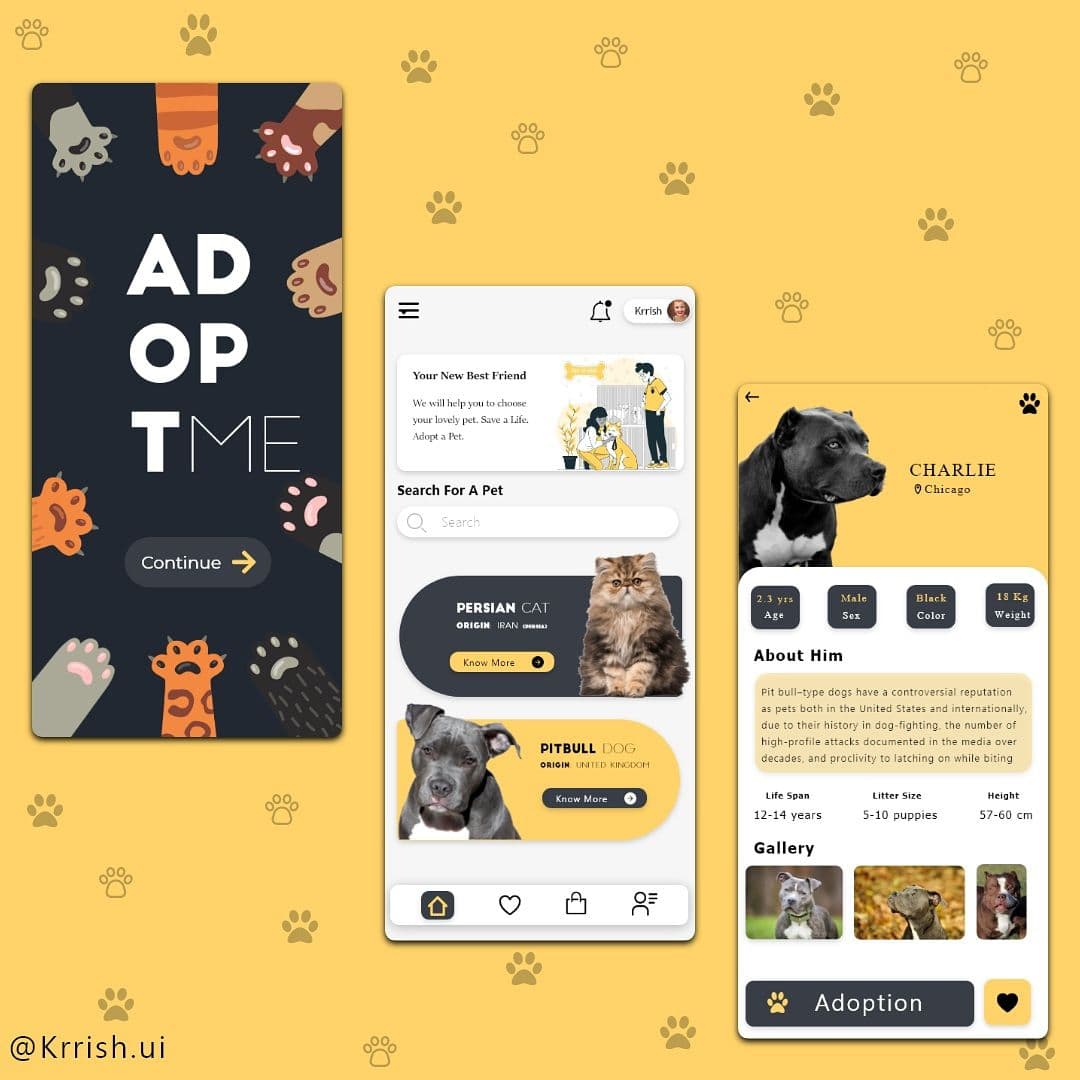 AD
OP
TME
Continue
Krrish
Your New Best Friend
We will help you to choose
your lovely pet. Save a Life.
Adopt a Pet.
Search For A Pet
Search
PERSIAN CAT
ORIGIN: IRAN (PERSIA)
Know More
PITBULL DOG
ORIGIN: UNITED KINGDOM
Know More
CHARLIE
Chicago
2.3 yrs
Age
Male
Sex
Black
Color
18 Kg
Weight
About Him
Pit bull–type dogs have a controversial reputation
as pets both in the United States and internationally,
due to their history in dog-fighting, the number of
high-profile attacks documented in the media over
decades, and proclivity to latching on while biting
Life Span
12-14 years
Litter Size
5-10 puppies
Height
57-60 cm
Gallery
Adoption
@Krrish.ui